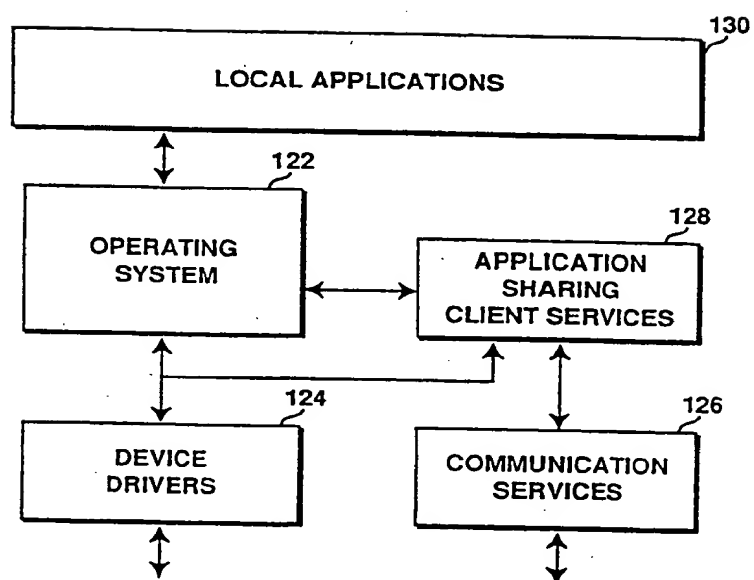 130
LOCAL APPLICATIONS
122
OPERATING
SYSTEM
128
APPLICATION
SHARING
CLIENT SERVICES
124
DEVICE
DRIVERS
126
COMMUNICATION
SERVICES